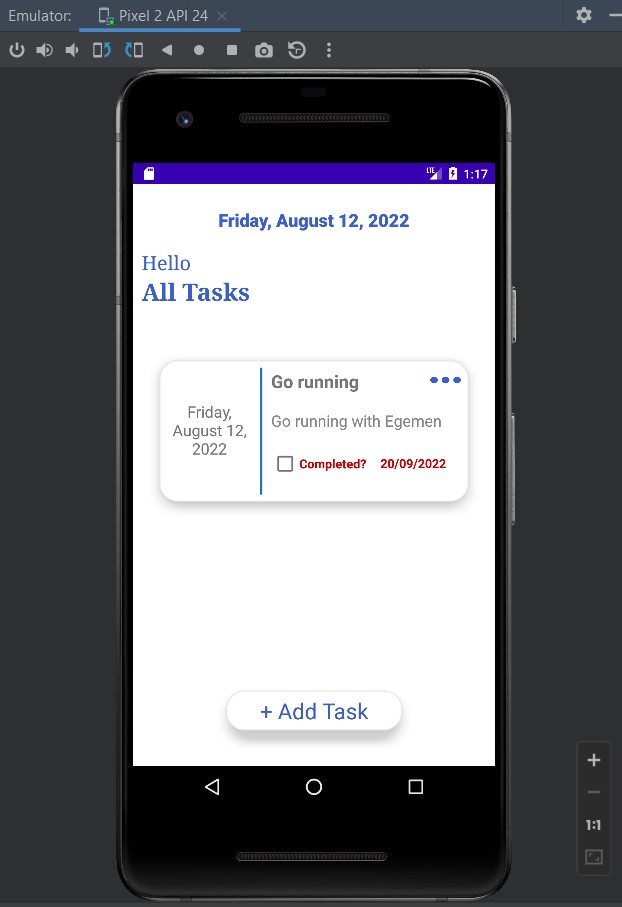 Emulator: Pixel 2 API 24
LTE 1:17
Friday, August 12, 2022
Hello
All Tasks
Friday,
August 12,
2022
Go running
Go running with Egemen
Completed? 20/09/2022
+ Add Task
1:1